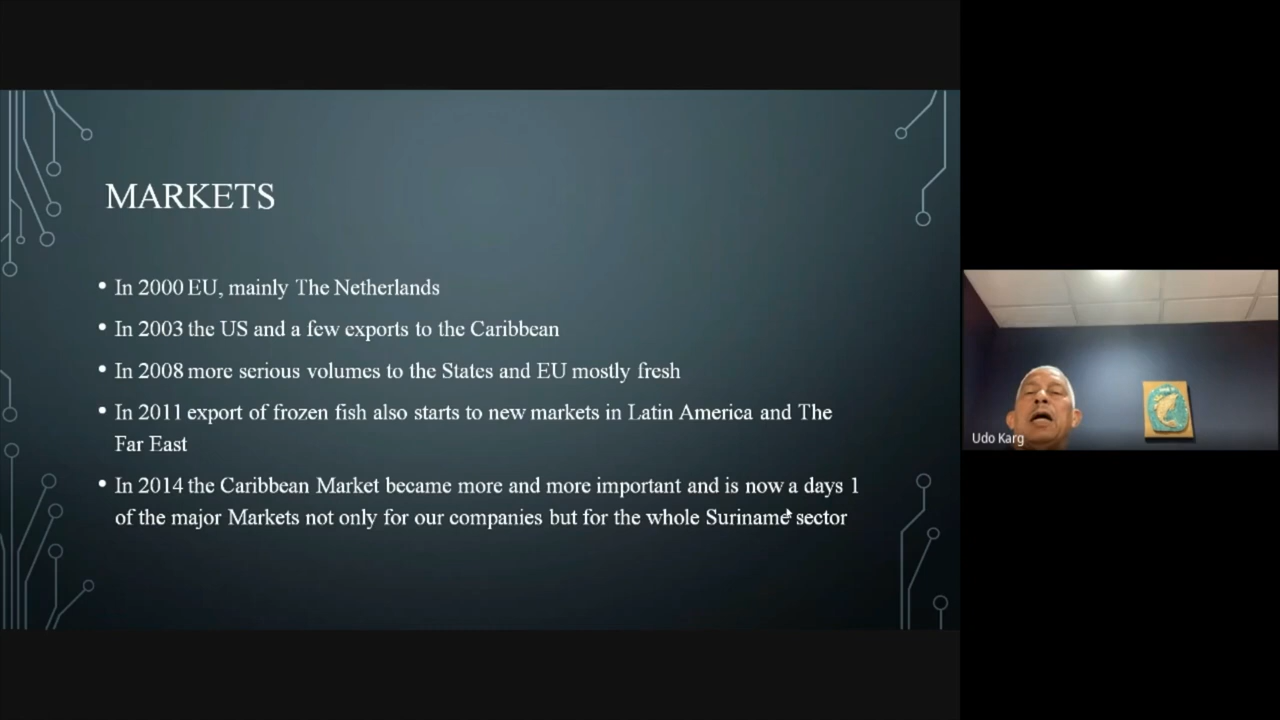 MARKETS
• In 2000 EU, mainly The Netherlands
• In 2003 the US and a few exports to the Caribbean
• In 2008 more serious volumes to the States and EU mostly fresh
• In 2011 export of frozen fish also starts to new markets in Latin America and The
Far East
• In 2014 the Caribbean Market became more and more important and is now a days 1
of the major Markets not only for our companies but for the whole Suriname sector
Udo Karg